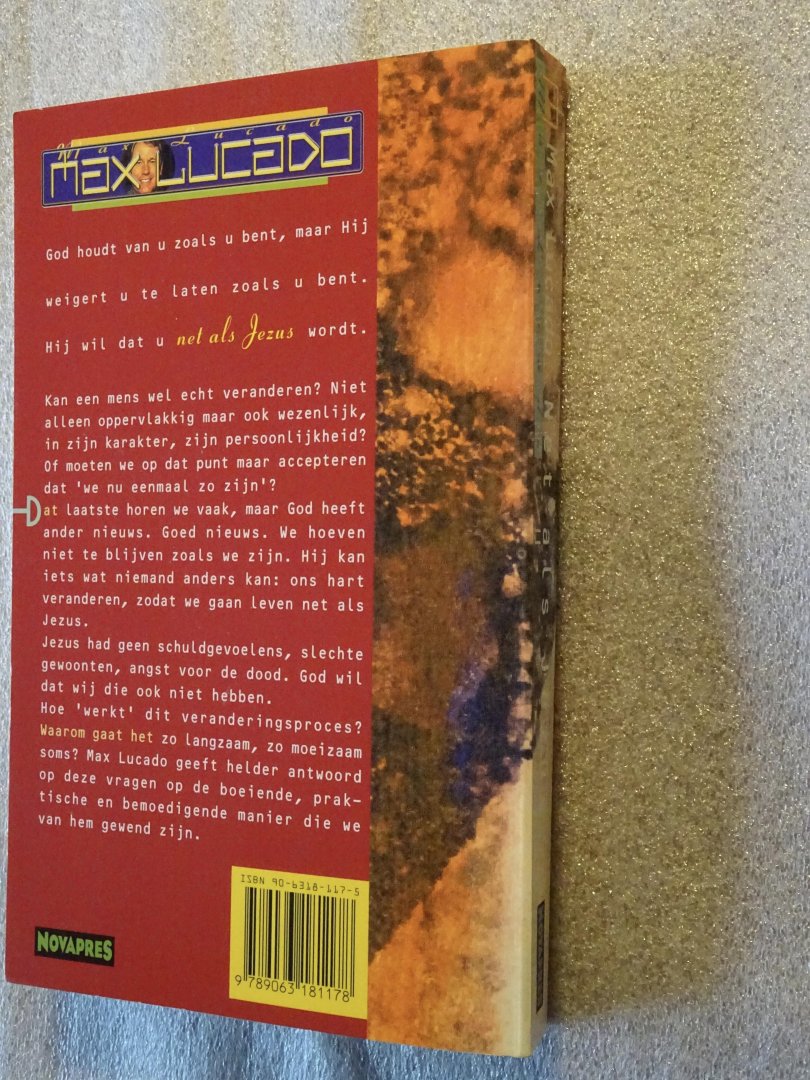 Max Lucado
MAX LUCADO
God houdt van u zoals u bent, maar Hij
weigert u te laten zoals u bent.
Hij wil dat u net als Jezus wordt.
Kan een mens wel echt veranderen? Niet
alleen oppervlakkig maar ook wezenlijk,
in zijn karakter, zijn persoonlijkheid?
Of moeten we op dat punt maar accepteren
dat 'we nu eenmaal zo zijn'?
Dat laatste horen we vaak, maar God heeft
ander nieuws. Goed nieuws. We hoeven
niet te blijven zoals we zijn. Hij kan
iets wat niemand anders kan: ons hart
veranderen, zodat we gaan leven net als
Jezus.
Jezus had geen schuldgevoelens, slechte
gewoonten, angst voor de dood. God wil
dat wij die ook niet hebben.
Hoe 'werkt' dit veranderingsproces?
Waarom gaat het zo langzaam, zo moeizaam
soms? Max Lucado geeft helder antwoord
op deze vragen op de boeiende, prak-
tische en bemoedigende manier die we
van hem gewend zijn.
ISBN 90-6318-117-5
9 789063 181178
NOVAPRES
Max
Net als